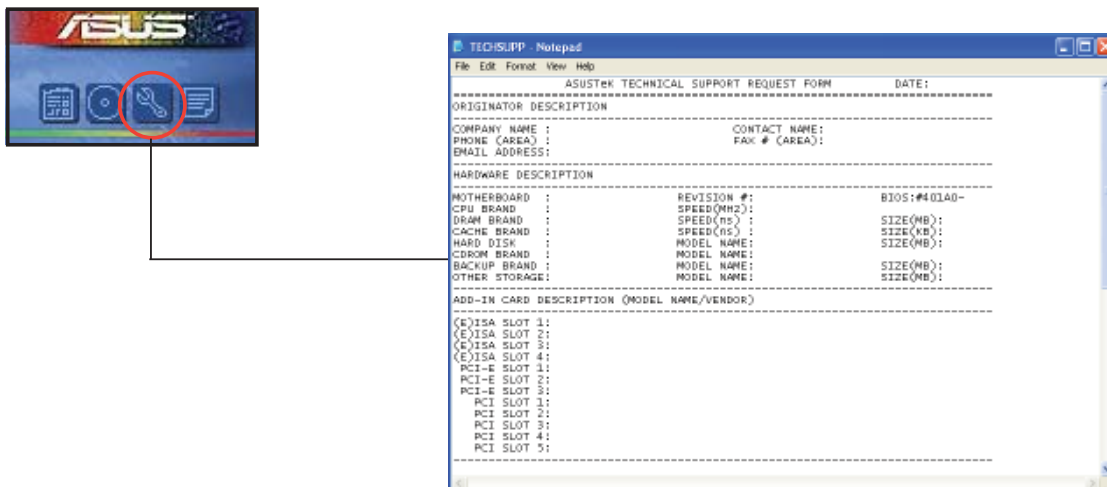 ASUS
TECHSUPP - Notepad
File Edit Format View Help
ASUSTeK TECHNICAL SUPPORT REQUEST FORM DATE:
ORIGINATOR DESCRIPTION
COMPANY NAME : CONTACT NAME:
PHONE (AREA) : FAX # (AREA):
EMAIL ADDRESS:
HARDWARE DESCRIPTION
MOTHERBOARD : REVISION #: BIOS:#401A0-
CPU BRAND : SPEED(MHZ):
DRAM BRAND : SPEED(ns) : SIZE(MB):
CACHE BRAND : SPEED(ns) : SIZE(KB):
HARD DISK : MODEL NAME: SIZE(MB):
CDROM BRAND : MODEL NAME:
BACKUP BRAND : MODEL NAME: SIZE(MB):
OTHER STORAGE: MODEL NAME: SIZE(MB):
ADD-IN CARD DESCRIPTION (MODEL NAME/VENDOR)
(E)ISA SLOT 1:
(E)ISA SLOT 2:
(E)ISA SLOT 3:
(E)ISA SLOT 4:
PCI-E SLOT 1:
PCI-E SLOT 2:
PCI-E SLOT 3:
PCI SLOT 1:
PCI SLOT 2:
PCI SLOT 3:
PCI SLOT 4:
PCI SLOT 5: